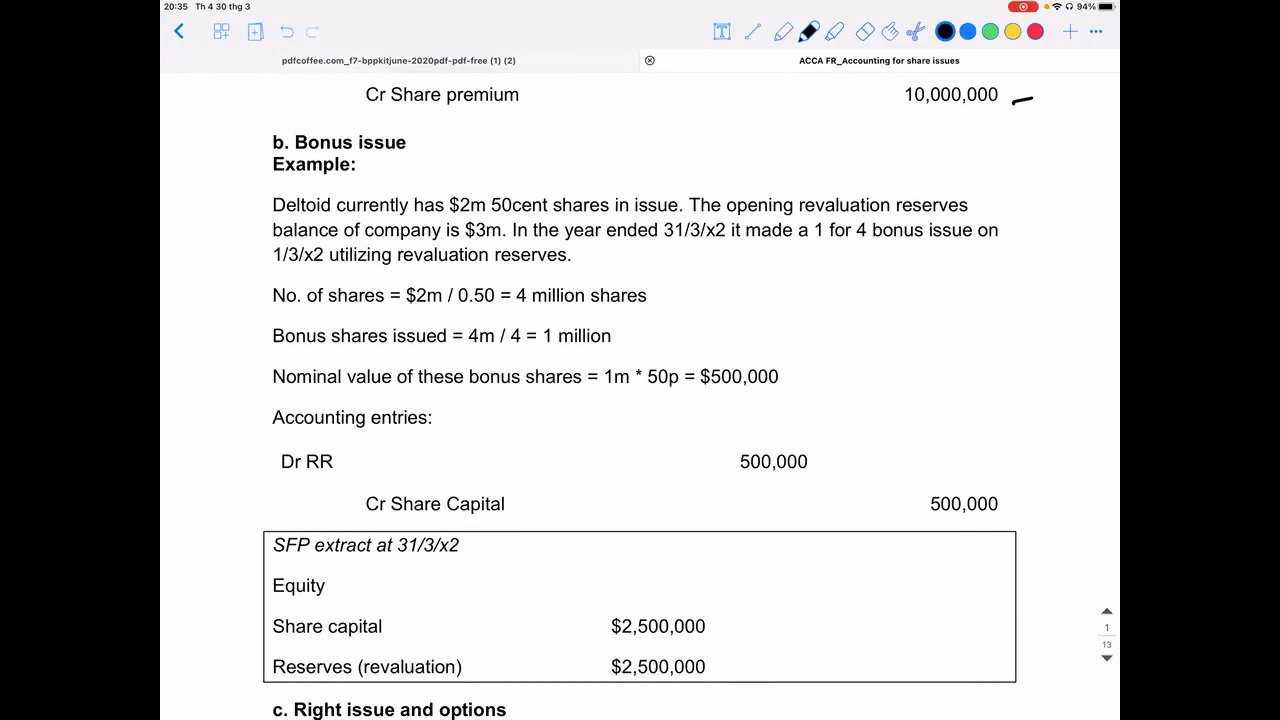 20:35 Th 4 30 thg 3
94%
pdfcoffee.com_f7-bppkitjune-2020pdf-pdf-free (1) (2)
ACCA FR_Accounting for share issues
Cr Share premium 10,000,000
b. Bonus issue
Example:
Deltoid currently has $2m 50cent shares in issue. The opening revaluation reserves
balance of company is $3m. In the year ended 31/3/x2 it made a 1 for 4 bonus issue on
1/3/x2 utilizing revaluation reserves.
No. of shares = $2m / 0.50 = 4 million shares
Bonus shares issued = 4m / 4 = 1 million
Nominal value of these bonus shares = 1m * 50p = $500,000
Accounting entries:
Dr RR 500,000
Cr Share Capital 500,000
SFP extract at 31/3/x2
Equity
Share capital $2,500,000
Reserves (revaluation) $2,500,000
c. Right issue and options
1
13